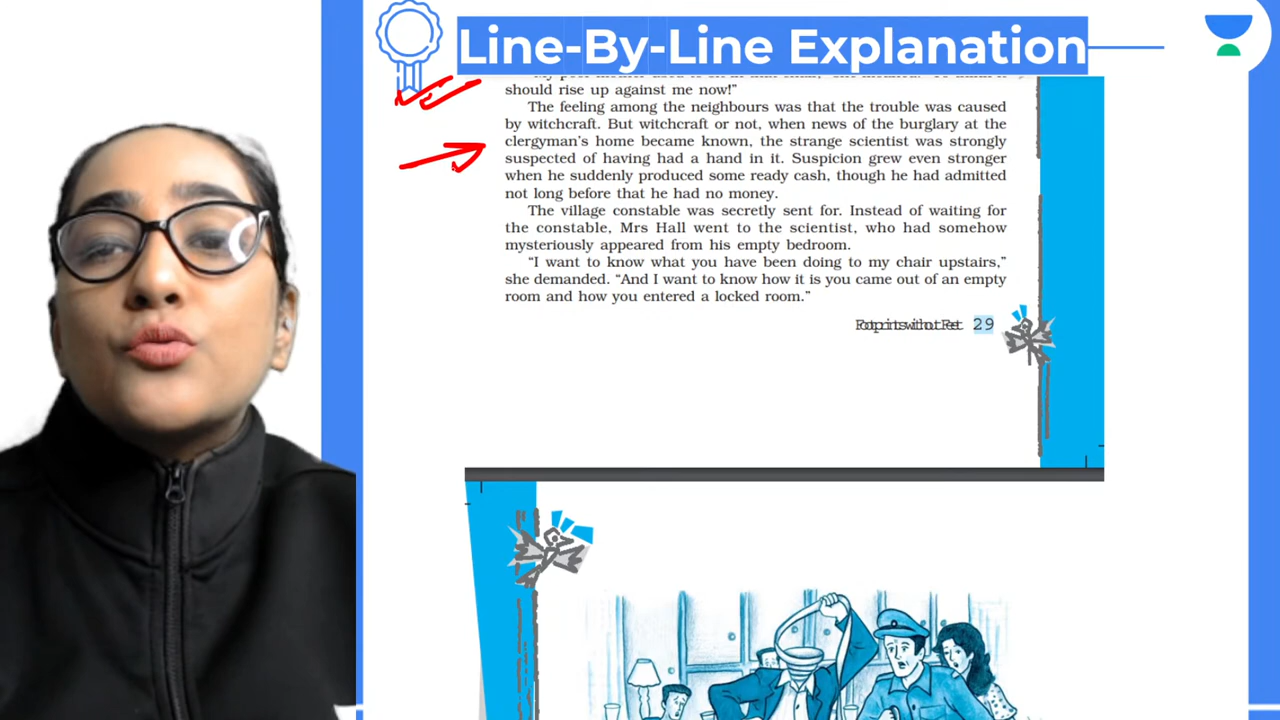 Line-By-Line Explanation
should rise up against me now!"
The feeling among the neighbours was that the trouble was caused
by witchcraft. But witchcraft or not, when news of the burglary at the
clergyman's home became known, the strange scientist was strongly
suspected of having had a hand in it. Suspicion grew even stronger
when he suddenly produced some ready cash, though he had admitted
not long before that he had no money.
The village constable was secretly sent for. Instead of waiting for
the constable, Mrs Hall went to the scientist, who had somehow
mysteriously appeared from his empty bedroom.
“I want to know what you have been doing to my chair upstairs,”
she demanded. “And I want to know how it is you came out of an empty
room and how you entered a locked room.”
29